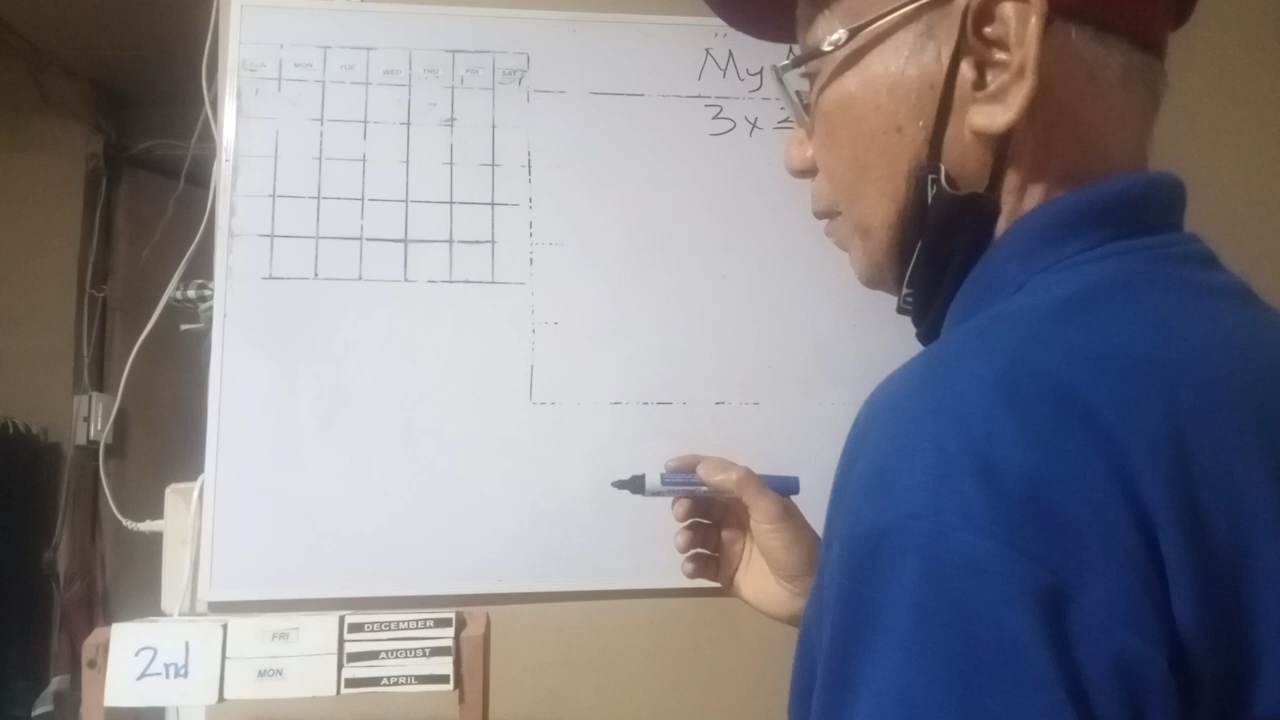 SUN MON TUE WED THU FRI SAT
My
3x
2nd
FRI
MON
DECEMBER
AUGUST
APRIL